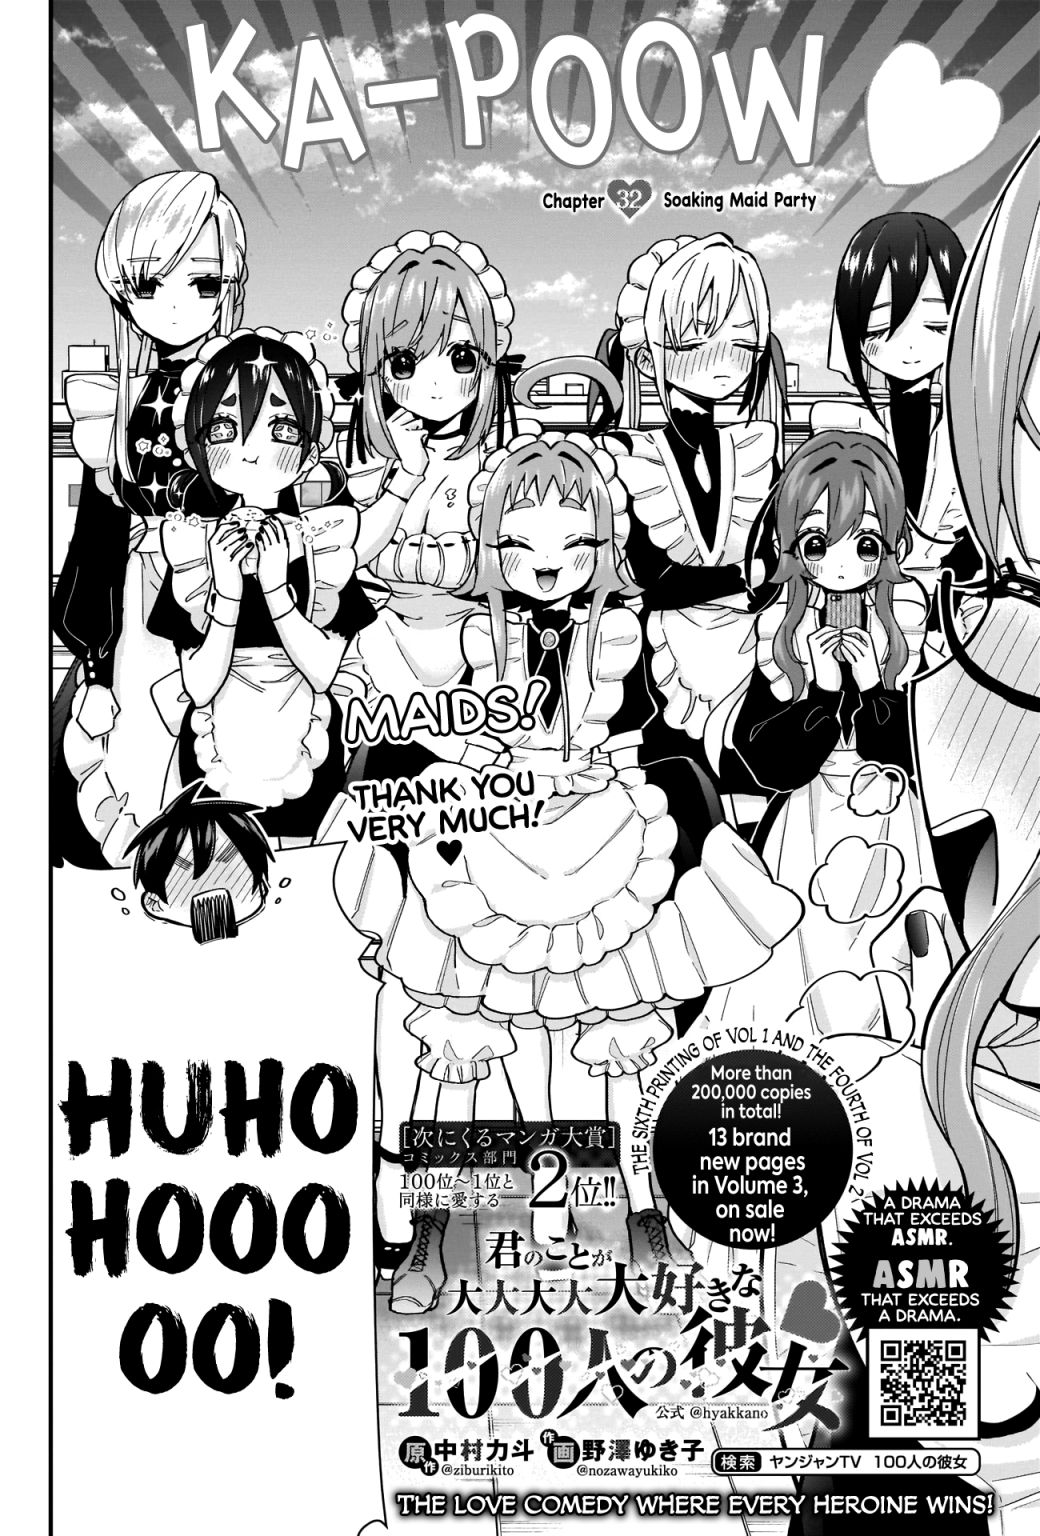 KA-POOW
Chapter 32 Soaking Maid Party
MAIDS!
THANK YOU
VERY MUCH!
HUHO
HOOO
OO!
THE SIXTH PRINTING OF VOL 1 AND THE FOURTH OF VOL 2
More than
200,000 copies
in total!
13 brand
new pages
in Volume 3,
on sale
now!
[次にくるマンガ大賞]
コミックス部門
100位〜1位と
同様に愛する
2位!!
君のことが
大大大大大好きな
100人の彼女
公式 @hyakkano
原作 中村力斗
@ziburikito
作画 野澤ゆき子
@nozawayukiko
A DRAMA
THAT EXCEEDS
ASMR.
ASMR
THAT EXCEEDS
A DRAMA.
検索 ヤンジャンTV 100人の彼女
THE LOVE COMEDY WHERE EVERY HEROINE WINS!